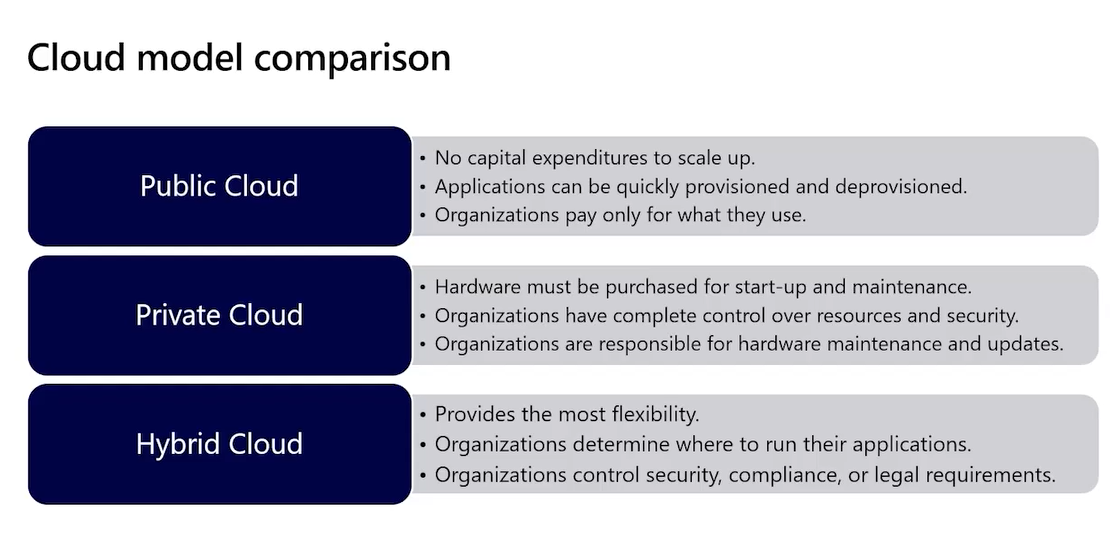 Cloud model comparison
Public Cloud
• No capital expenditures to scale up.
• Applications can be quickly provisioned and deprovisioned.
• Organizations pay only for what they use.
Private Cloud
• Hardware must be purchased for start-up and maintenance.
• Organizations have complete control over resources and security.
• Organizations are responsible for hardware maintenance and updates.
Hybrid Cloud
• Provides the most flexibility.
• Organizations determine where to run their applications.
• Organizations control security, compliance, or legal requirements.